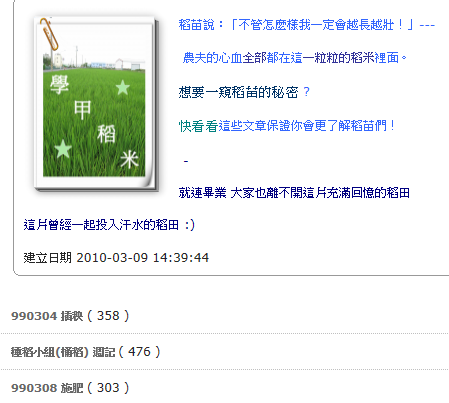 學
甲
稻
米
稻苗說：「不管怎麼樣我一定會越長越壯！」---
農夫的心血全部都在這一粒粒的稻米裡面。
想要一窺稻苗的秘密？
快看看這些文章保證你會更了解稻苗們！
-
就連畢業 大家也離不開這片充滿回憶的稻田
這片曾經一起投入汗水的稻田 :)
建立日期 2010-03-09 14:39:44
990304 插秧 ( 358 )
種稻小組(播稻) 週記 ( 476 )
990308 施肥 ( 303 )